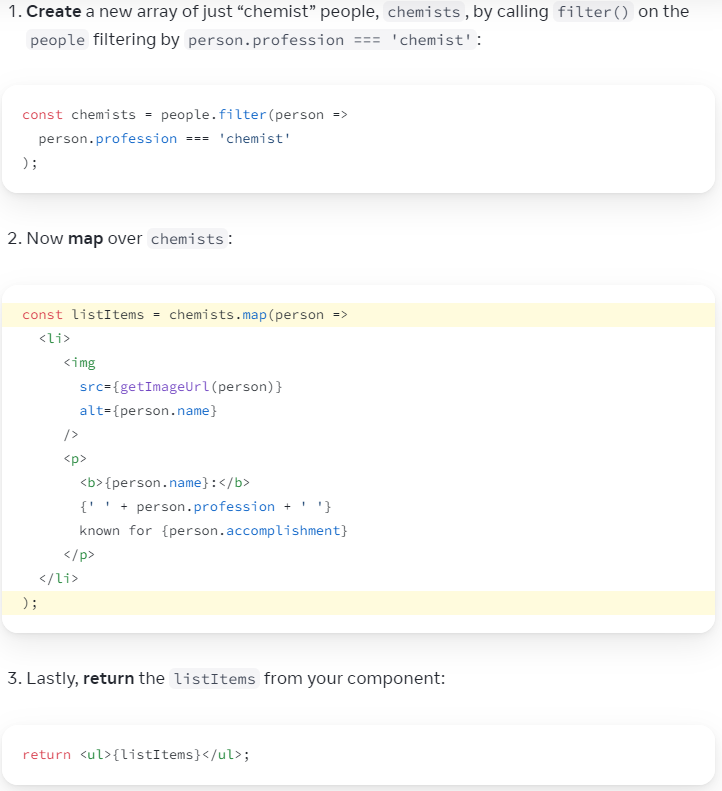 1. Create a new array of just “chemist” people, chemists, by calling filter() on the
people filtering by person.profession === 'chemist':
const chemists = people.filter(person =>
  person.profession === 'chemist'
);
2. Now map over chemists:
const listItems = chemists.map(person =>
  <li>
     <img
       src={getImageUrl(person)}
       alt={person.name}
     />
     <p>
       <b>{person.name}:</b>
       {' ' + person.profession + ' '}
       known for {person.accomplishment}
     </p>
  </li>
);
3. Lastly, return the listItems from your component:
return <ul>{listItems}</ul>;